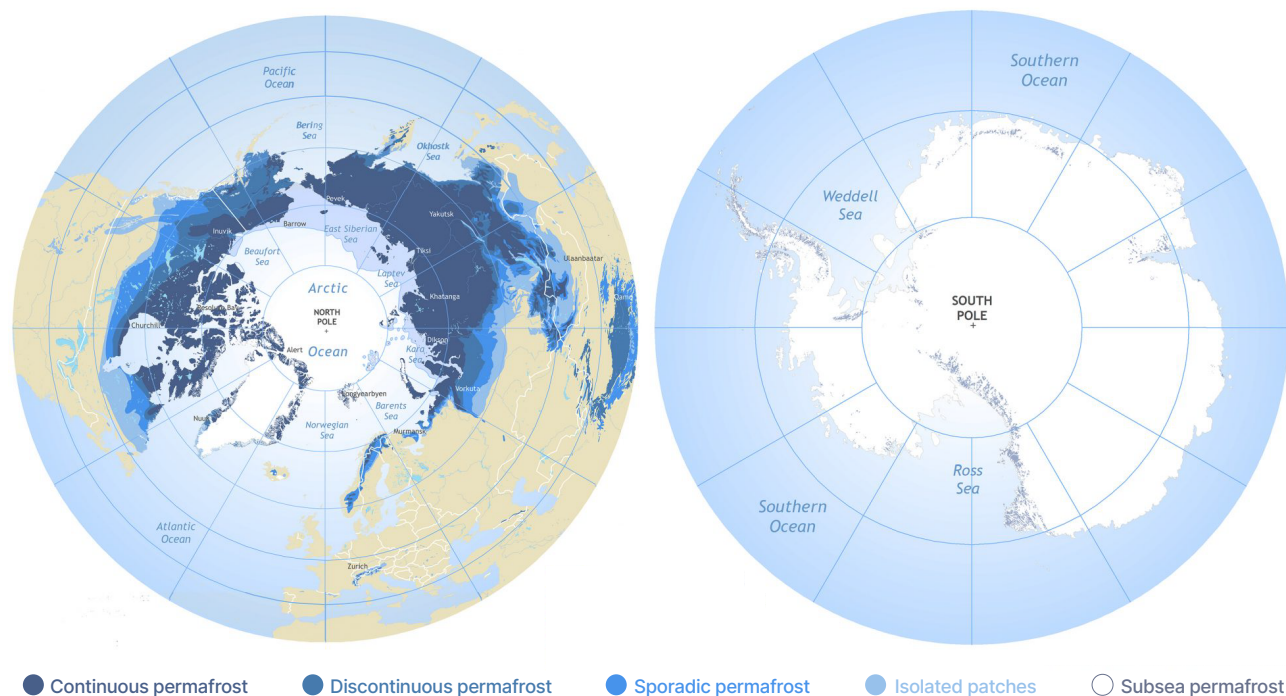 Pacific
Ocean
Bering
Sea
Okhostk
Sea
Pevek
Yakutsk
Inuvik
Barrow
East Siberian
Sea
Tiksi
Beaufort
Sea
Laptev
Sea
Ulaanbaatar
Arctic
Khatanga
NORTH
POLE
Churchill
Ocean
Dikson
Kara
Sea
Alert
Vorkuta
Longyearbyen
Barents
Sea
Nuuk
Norwegian
Sea
Murmansk
Atlantic
Ocean
Zurich
Southern
Ocean
Weddell
Sea
SOUTH
POLE
Ross
Sea
Southern
Ocean
Continuous permafrost
Discontinuous permafrost
Sporadic permafrost
Isolated patches
Subsea permafrost